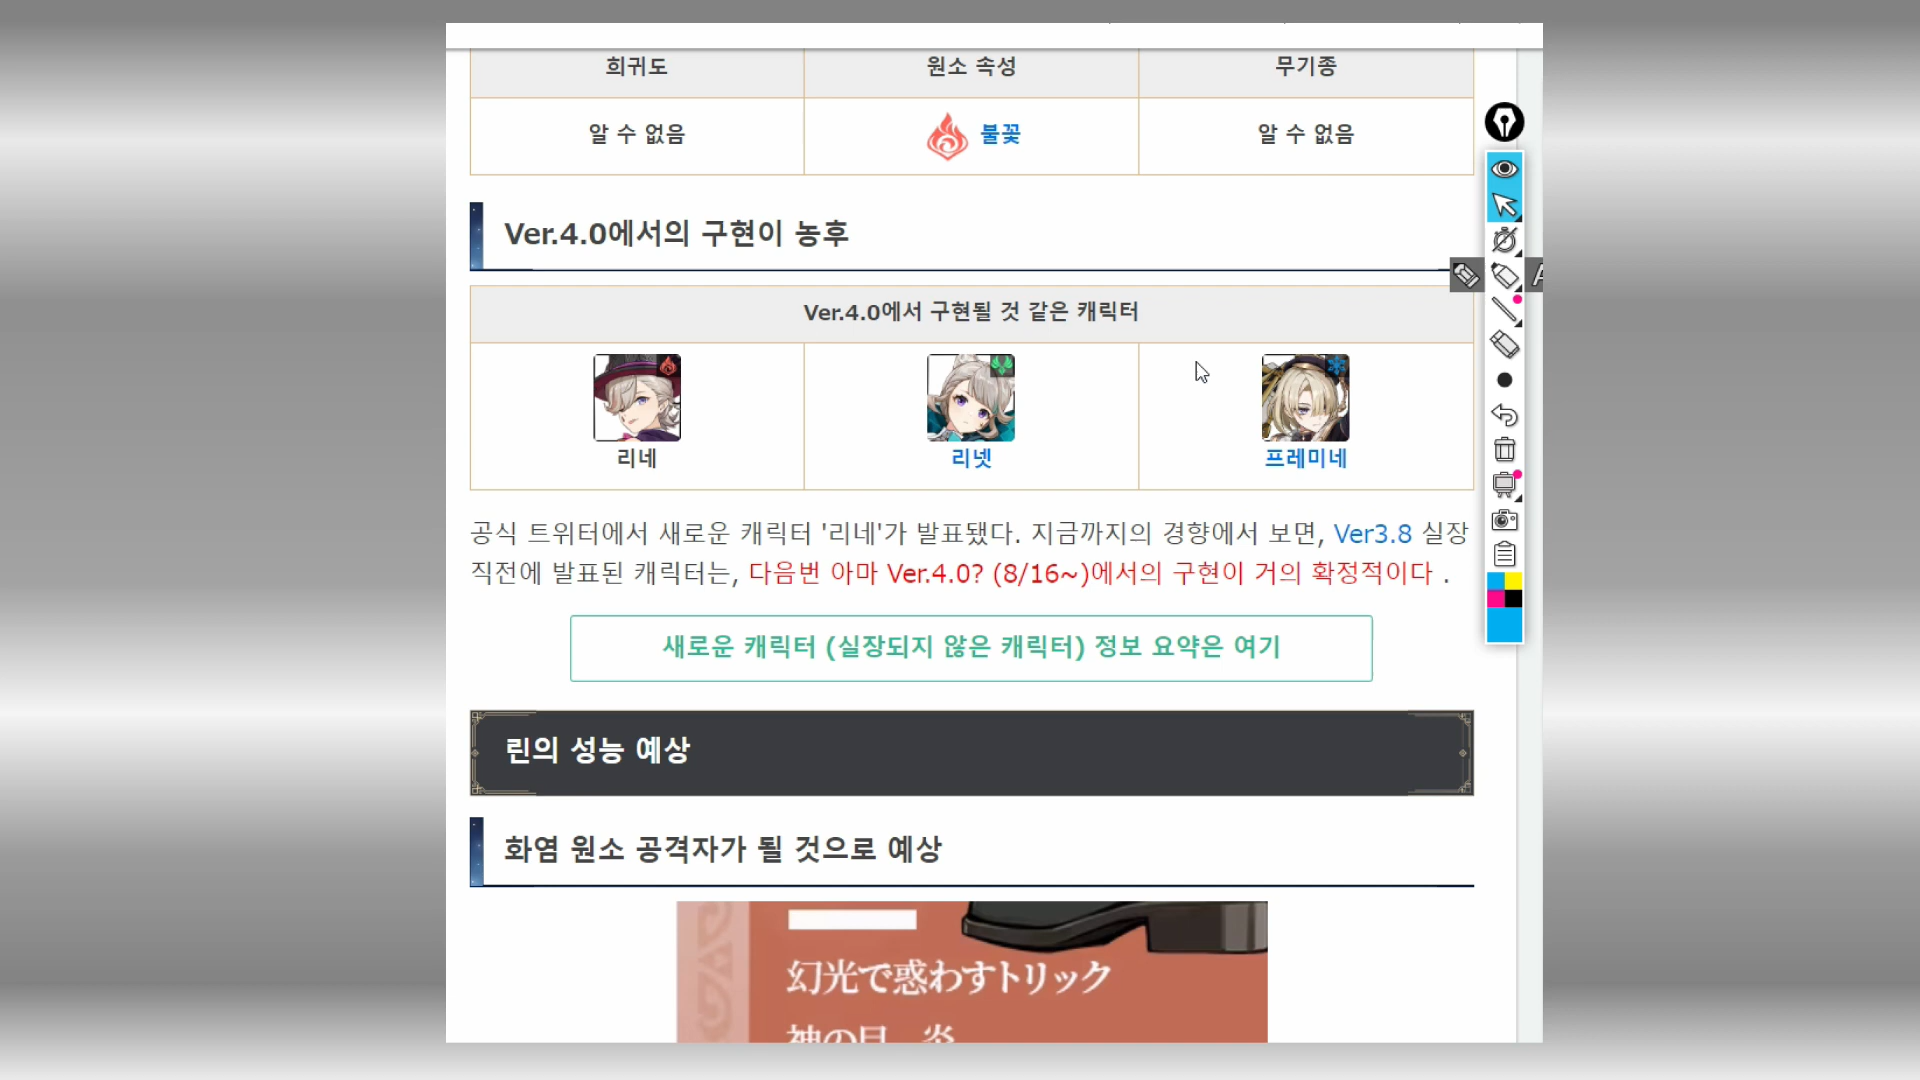 희귀도 원소 속성 무기종
알 수 없음 불꽃 알 수 없음
Ver.4.0에서의 구현이 농후
Ver.4.0에서 구현될 것 같은 캐릭터
리네 리넷 프레미네
공식 트위터에서 새로운 캐릭터 '리네'가 발표됐다. 지금까지의 경향에서 보면, Ver3.8 실장
직전에 발표된 캐릭터는, 다음번 아마 Ver.4.0? (8/16~)에서의 구현이 거의 확정적이다 .
새로운 캐릭터 (실장되지 않은 캐릭터) 정보 요약은 여기
린의 성능 예상
화염 원소 공격자가 될 것으로 예상
幻光で惑わすトリック
神の目 炎